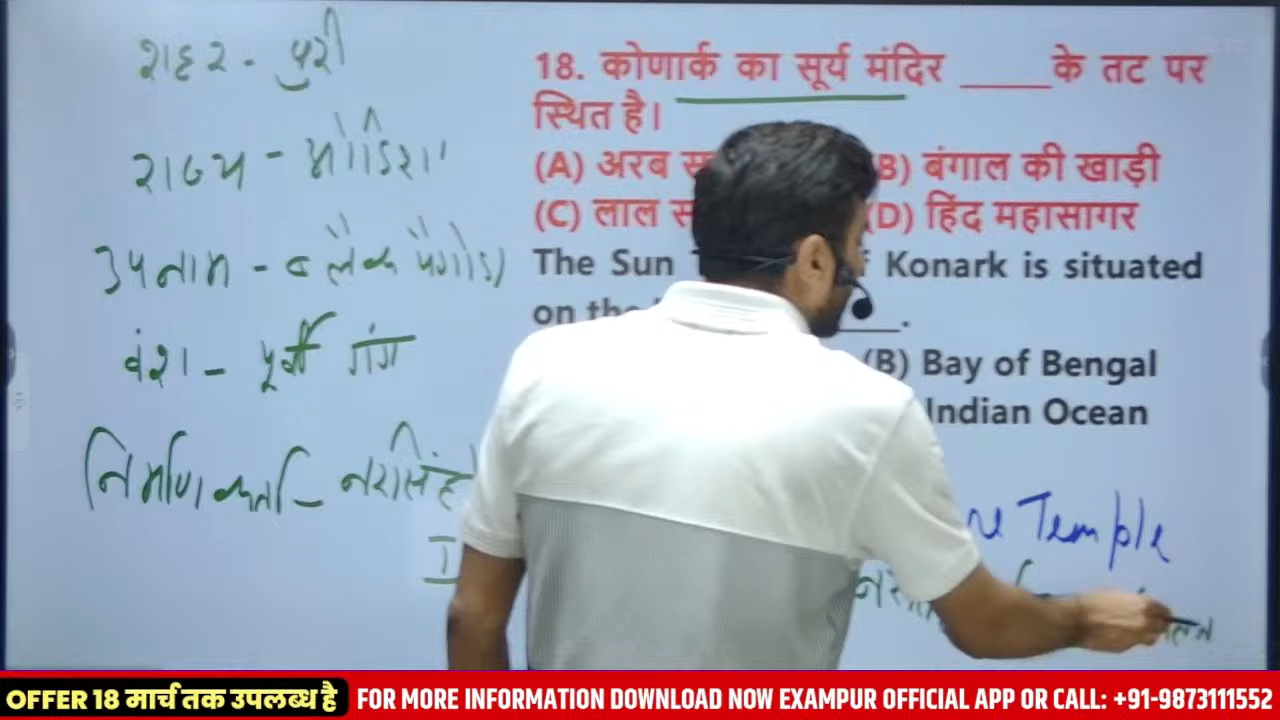 शहर - पुरी
राज्य - ओडिशा
उपनाम - ब्लैक पैगोडा
वंश - पूर्वी गंग
निर्माणकर्ता - नरसिंह
I
18. कोणार्क का सूर्य मंदिर _____के तट पर
स्थित है।
(A) अरब स B) बंगाल की खाड़ी
(C) लाल स (D) हिंद महासागर
The Sun Konark is situated
on the _____.
(B) Bay of Bengal
Indian Ocean
Temple
OFFER 18 मार्च तक उपलब्ध है
FOR MORE INFORMATION DOWNLOAD NOW EXAMPUR OFFICIAL APP OR CALL: +91-9873111552